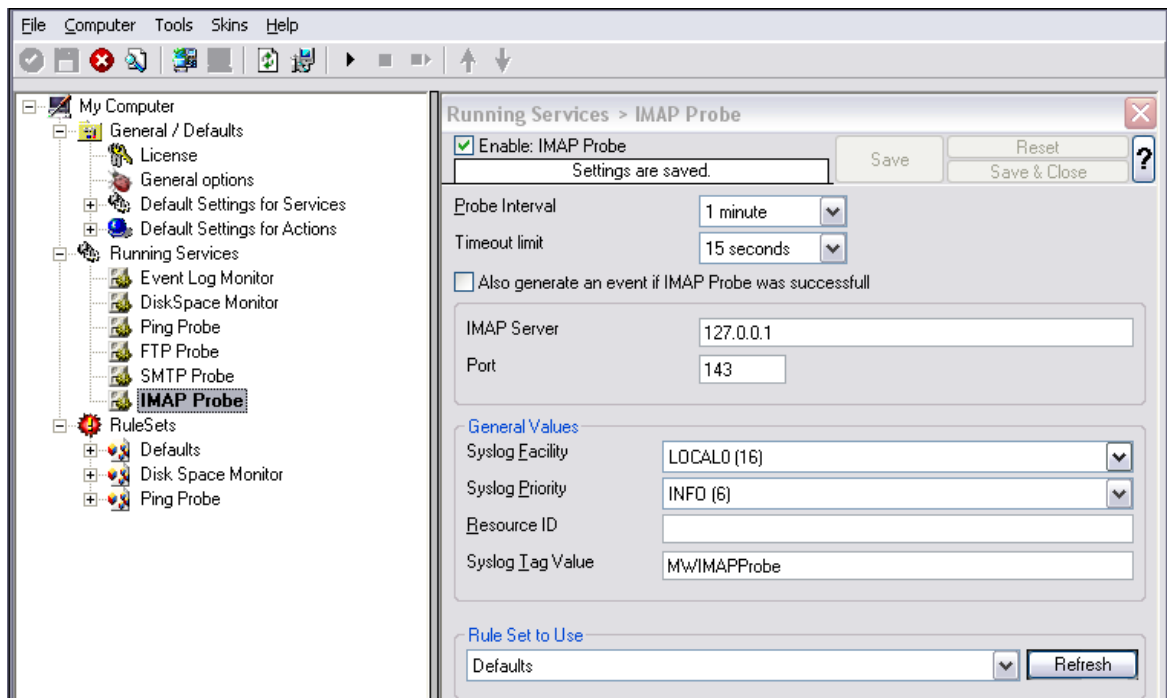 File Computer Tools Skins Help
My Computer
General / Defaults
License
General options
Default Settings for Services
Default Settings for Actions
Running Services
Event Log Monitor
DiskSpace Monitor
Ping Probe
FTP Probe
SMTP Probe
IMAP Probe
RuleSets
Defaults
Disk Space Monitor
Ping Probe
Running Services > IMAP Probe
Enable: IMAP Probe
Settings are saved.
Save
Reset
Save & Close
?
Probe Interval 1 minute
Timeout limit 15 seconds
Also generate an event if IMAP Probe was successfull
IMAP Server 127.0.0.1
Port 143
General Values
Syslog Facility LOCAL0 (16)
Syslog Priority INFO (6)
Resource ID
Syslog Tag Value MWIMAPProbe
Rule Set to Use
Defaults Refresh